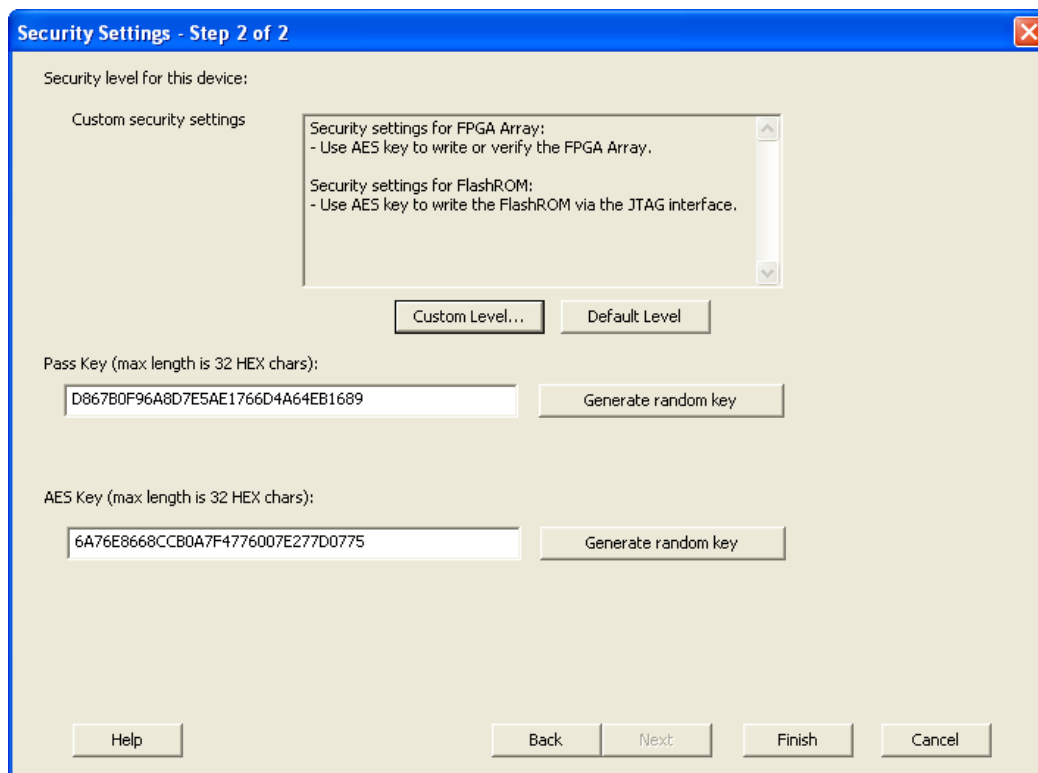 Security Settings - Step 2 of 2
Security level for this device:
Custom security settings
Security settings for FPGA Array:
- Use AES key to write or verify the FPGA Array.
Security settings for FlashROM:
- Use AES key to write the FlashROM via the JTAG interface.
Custom Level...
Default Level
Pass Key (max length is 32 HEX chars):
D867B0F96A8D7E5AE1766D4A64EB1689
Generate random key
AES Key (max length is 32 HEX chars):
6A76E8668CCB0A7F4776007E277D0775
Generate random key
Help
Back
Next
Finish
Cancel